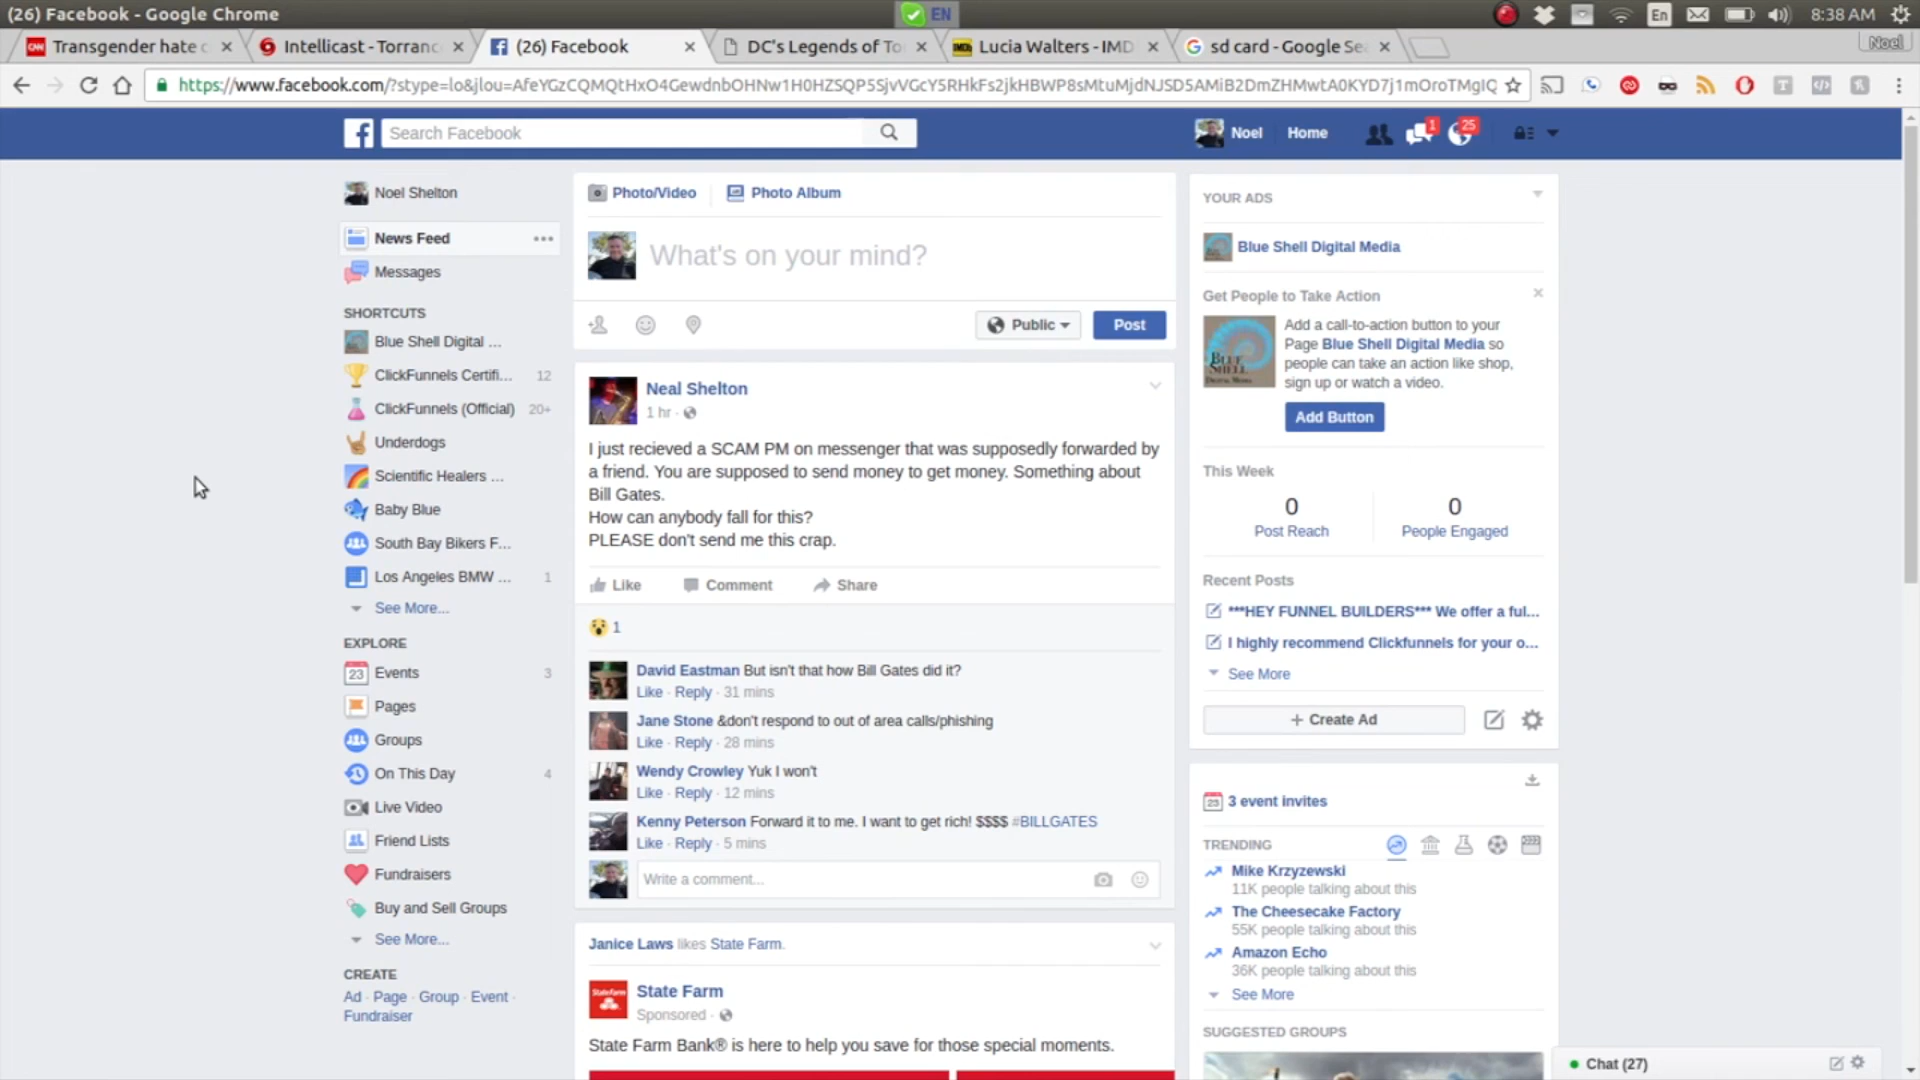 (26) Facebook - Google Chrome
EN
En
8:38 AM
Transgender hate c
Intellicast - Torranc
(26) Facebook
DC's Legends of To
IMDb
Lucia Walters - IMD
sd card - Google Sea
Noel
https://www.facebook.com/?stype=lo&jlou=
Search Facebook
Noel
Home
1
25
Noel Shelton
News Feed
Messages
SHORTCUTS
Blue Shell Digital ...
ClickFunnels Certifi... 12
ClickFunnels (Official) 20+
Underdogs
Scientific Healers ...
Baby Blue
South Bay Bikers F...
Los Angeles BMW ... 1
See More...
EXPLORE
23 Events 3
Pages
Groups
On This Day 4
Live Video
Friend Lists
Fundraisers
Buy and Sell Groups
See More...
CREATE
Ad · Page · Group · Event ·
Fundraiser
Photo/Video
Photo Album
What's on your mind?
Public
Post
Neal Shelton
1 hr ·
I just recieved a SCAM PM on messenger that was supposedly forwarded by
a friend. You are supposed to send money to get money. Something about
Bill Gates.
How can anybody fall for this?
PLEASE don't send me this crap.
Like Comment Share
1
David Eastman But isn't that how Bill Gates did it?
Like · Reply · 31 mins
Jane Stone &don't respond to out of area calls/phishing
Like · Reply · 28 mins
Wendy Crowley Yuk I won't
Like · Reply · 12 mins
Kenny Peterson Forward it to me. I want to get rich! $$$$ #BILLGATES
Like · Reply · 5 mins
Write a comment...
Janice Laws likes State Farm.
StateFarm
State Farm
Sponsored ·
State Farm Bank® is here to help you save for those special moments.
YOUR ADS
Blue Shell Digital Media
Get People to Take Action
BLUE
SHELL
DIGITAL MEDIA
Add a call-to-action button to your
Page Blue Shell Digital Media so
people can take an action like shop,
sign up or watch a video.
Add Button
This Week
0
Post Reach
0
People Engaged
Recent Posts
***HEY FUNNEL BUILDERS*** We offer a ful...
I highly recommend Clickfunnels for your o...
See More
+ Create Ad
23 3 event invites
TRENDING
Mike Krzyzewski
11K people talking about this
The Cheesecake Factory
55K people talking about this
Amazon Echo
36K people talking about this
See More
SUGGESTED GROUPS
Chat (27)